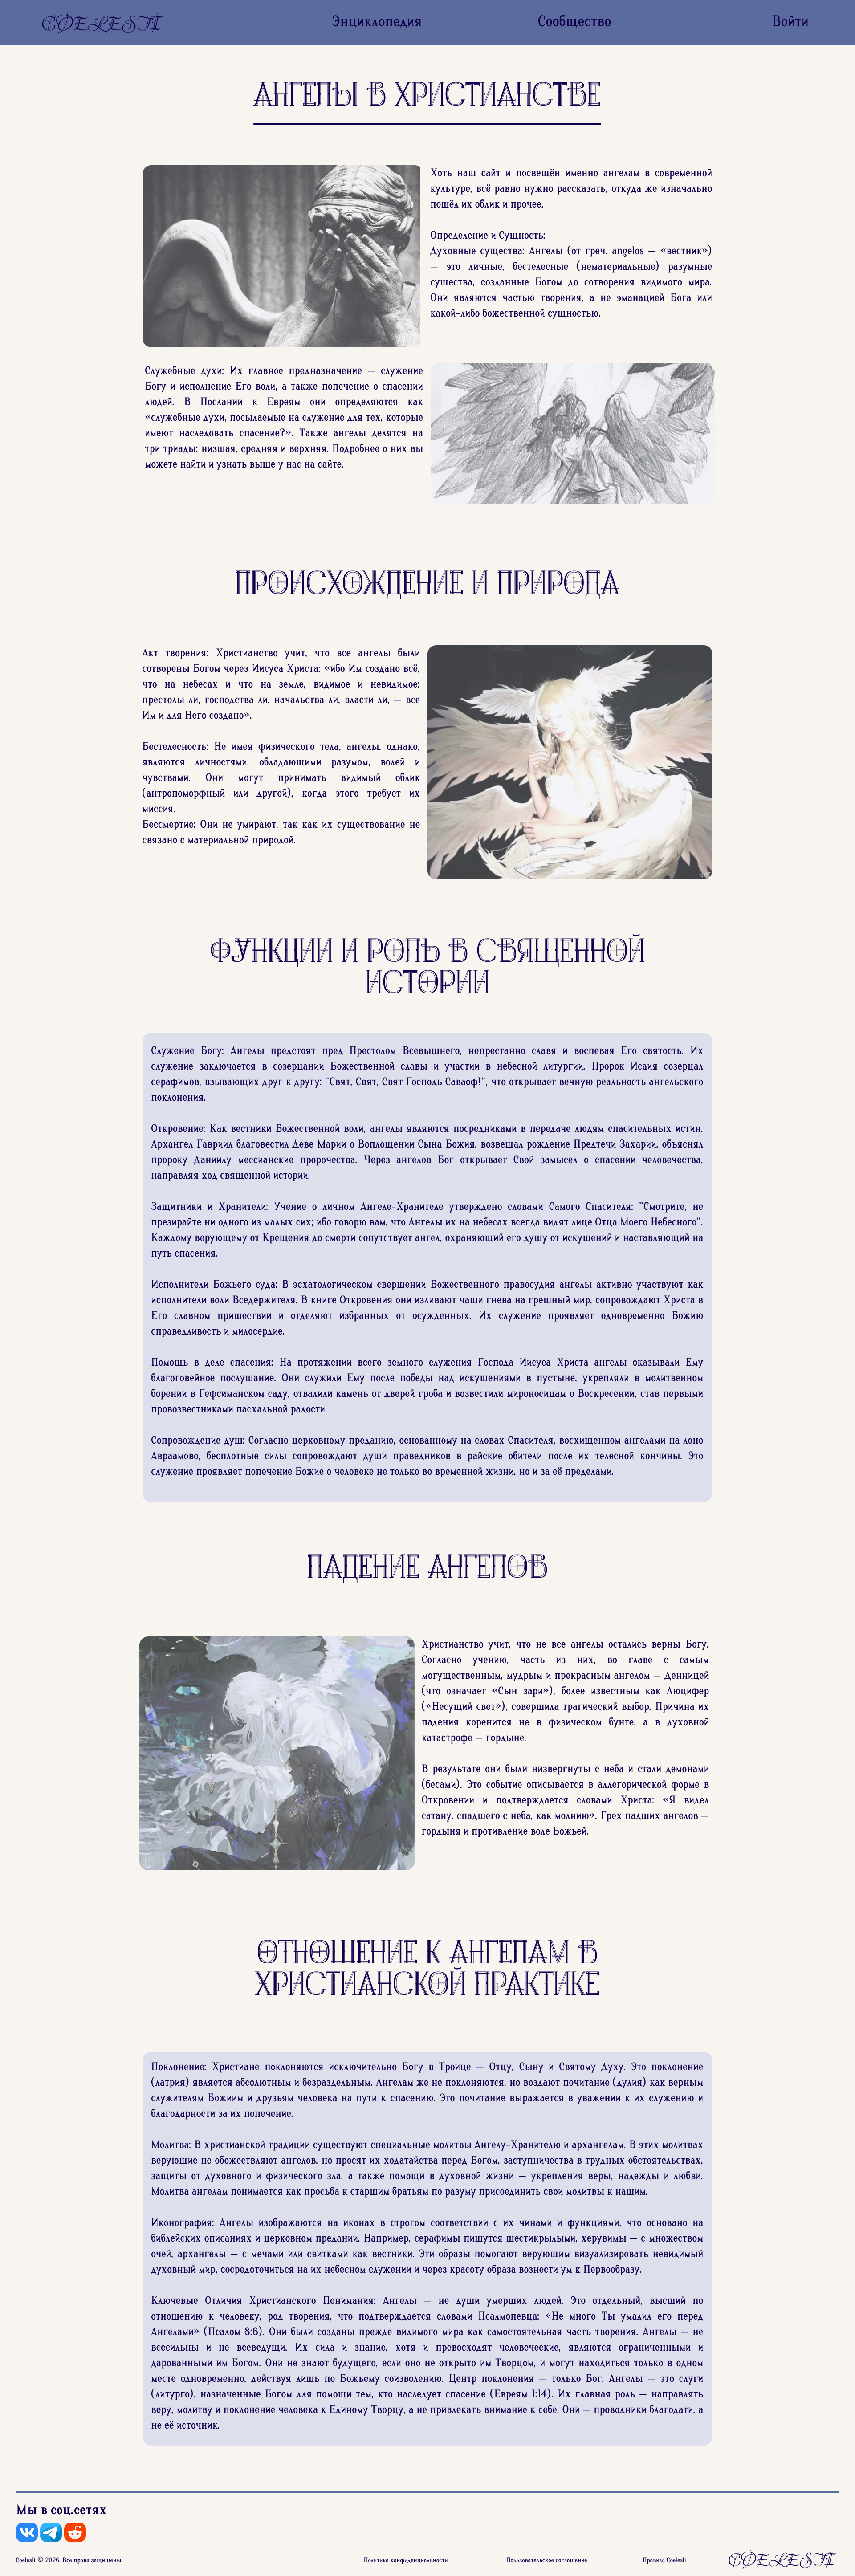 COELESTI
Энциклопедия
Сообщество
Войти
АНГЕЛЫ В ХРИСТИАНСТВЕ
Хоть наш сайт и посвещён именно ангелам в современной
культуре, всё равно нужно рассказать, откуда же изначально
пошёл их облик и прочее.
Определение и Сущность:
Духовные существа: Ангелы (от греч. angelos — «вестник»)
— это личные, бестелесные (нематериальные) разумные
существа, созданные Богом до сотворения видимого мира.
Они являются частью творения, а не эманацией Бога или
какой-либо божественной сущностью.
Служебные духи: Их главное предназначение — служение
Богу и исполнение Его воли, а также попечение о спасении
людей. В Послании к Евреям они определяются как
«служебные духи, посылаемые на служение для тех, которые
имеют наследовать спасение?». Также ангелы делятся на
три триады: низшая, средняя и верхняя. Подробнее о них вы
можете найти и узнать выше у нас на сайте.
ПРОИСХОЖДЕНИЕ И ПРИРОДА
Акт творения: Христианство учит, что все ангелы были
сотворены Богом через Иисуса Христа: «ибо Им создано всё,
что на небесах и что на земле, видимое и невидимое:
престолы ли, господства ли, начальства ли, власти ли, — все
Им и для Него создано».
Бестелесность: Не имея физического тела, ангелы, однако,
являются личностями, обладающими разумом, волей и
чувствами. Они могут принимать видимый облик
(антропоморфный или другой), когда этого требует их
миссия.
Бессмертие: Они не умирают, так как их существование не
связано с материальной природой.
ФУНКЦИИ И РОЛЬ В СВЯЩЕННОЙ
ИСТОРИИ
Служение Богу: Ангелы предстоят пред Престолом Всевышнего, непрестанно славя и воспевая Его святость. Их
служение заключается в созерцании Божественной славы и участии в небесной литургии. Пророк Исаия созерцал
серафимов, взывающих друг к другу: "Свят, Свят, Свят Господь Саваоф!", что открывает вечную реальность ангельского
поклонения.
Откровение: Как вестники Божественной воли, ангелы являются посредниками в передаче людям спасительных истин.
Архангел Гавриил благовестил Деве Марии о Воплощении Сына Божия, возвещал рождение Предтечи Захарии, объяснял
пророку Даниилу мессианские пророчества. Через ангелов Бог открывает Свой замысел о спасении человечества,
направляя ход священной истории.
Защитники и Хранители: Учение о личном Ангеле-Хранителе утверждено словами Самого Спасителя: "Смотрите, не
презирайте ни одного из малых сих; ибо говорю вам, что Ангелы их на небесах всегда видят лице Отца Моего Небесного".
Каждому верующему от Крещения до смерти сопутствует ангел, охраняющий его душу от искушений и наставляющий на
путь спасения.
Исполнители Божьего суда: В эсхатологическом свершении Божественного правосудия ангелы активно участвуют как
исполнители воли Вседержителя. В книге Откровения они изливают чаши гнева на грешный мир, сопровождают Христа в
Его славном пришествии и отделяют избранных от осужденных. Их служение проявляет одновременно Божию
справедливость и милосердие.
Помощь в деле спасения: На протяжении всего земного служения Господа Иисуса Христа ангелы оказывали Ему
благоговейное послушание. Они служили Ему после победы над искушениями в пустыне, укрепляли в молитвенном
борении в Гефсиманском саду, отвалили камень от дверей гроба и возвестили мироносицам о Воскресении, став первыми
провозвестниками пасхальной радости.
Сопровождение душ: Согласно церковному преданию, основанному на словах Спасителя, восхищенном ангелами на лоно
Авраамово, бесплотные силы сопровождают души праведников в райские обители после их телесной кончины. Это
служение проявляет попечение Божие о человеке не только во временной жизни, но и за её пределами.
ПАДЕНИЕ АНГЕЛОВ
Христианство учит, что не все ангелы остались верны Богу.
Согласно учению, часть из них, во главе с самым
могущественным, мудрым и прекрасным ангелом — Денницей
(что означает «Сын зари»), более известным как Люцифер
(«Несущий свет»), совершила трагический выбор. Причина их
падения коренится не в физическом бунте, а в духовной
катастрофе — гордыне.
В результате они были низвергнуты с неба и стали демонами
(бесами). Это событие описывается в аллегорической форме в
Откровении и подтверждается словами Христа: «Я видел
сатану, спадшего с неба, как молнию». Грех падших ангелов —
гордыня и противление воле Божьей.
ОТНОШЕНИЕ К АНГЕЛАМ В
ХРИСТИАНСКОЙ ПРАКТИКЕ
Поклонение: Христиане поклоняются исключительно Богу в Троице — Отцу, Сыну и Святому Духу. Это поклонение
(латрия) является абсолютным и безраздельным. Ангелам же не поклоняются, но воздают почитание (дулия) как верным
служителям Божиим и друзьям человека на пути к спасению. Это почитание выражается в уважении к их служению и
благодарности за их попечение.
Молитва: В христианской традиции существуют специальные молитвы Ангелу-Хранителю и архангелам. В этих молитвах
верующие не обожествляют ангелов, но просят их ходатайства перед Богом, заступничества в трудных обстоятельствах,
защиты от духовного и физического зла, а также помощи в духовной жизни — укрепления веры, надежды и любви.
Молитва ангелам понимается как просьба к старшим братьям по разуму присоединить свои молитвы к нашим.
Иконография: Ангелы изображаются на иконах в строгом соответствии с их чинами и функциями, что основано на
библейских описаниях и церковном предании. Например, серафимы пишутся шестикрылыми, херувимы — с множеством
очей, архангелы — с мечами или свитками как вестники. Эти образы помогают верующим визуализировать невидимый
духовный мир, сосредоточиться на их небесном служении и через красоту образа вознести ум к Первообразу.
Ключевые Отличия Христианского Понимания: Ангелы — не души умерших людей. Это отдельный, высший по
отношению к человеку, род творения, что подтверждается словами Псалмопевца: «Не много Ты умалил его перед
Ангелами» (Псалом 8:6). Они были созданы прежде видимого мира как самостоятельная часть творения. Ангелы — не
всесильны и не всеведущи. Их сила и знание, хотя и превосходят человеческие, являются ограниченными и
дарованными им Богом. Они не знают будущего, если оно не открыто им Творцом, и могут находиться только в одном
месте одновременно, действуя лишь по Божьему соизволению. Центр поклонения — только Бог. Ангелы — это слуги
(литурго), назначенные Богом для помощи тем, кто наследует спасение (Евреям 1:14). Их главная роль — направлять
веру, молитву и поклонение человека к Единому Творцу, а не привлекать внимание к себе. Они — проводники благодати, а
не её источник.
Мы в соц.сетях
Coelesti © 2026. Все права защищены.
Политика конфиденциальности
Пользовательское соглашение
Правила Coelesti
COELESTI